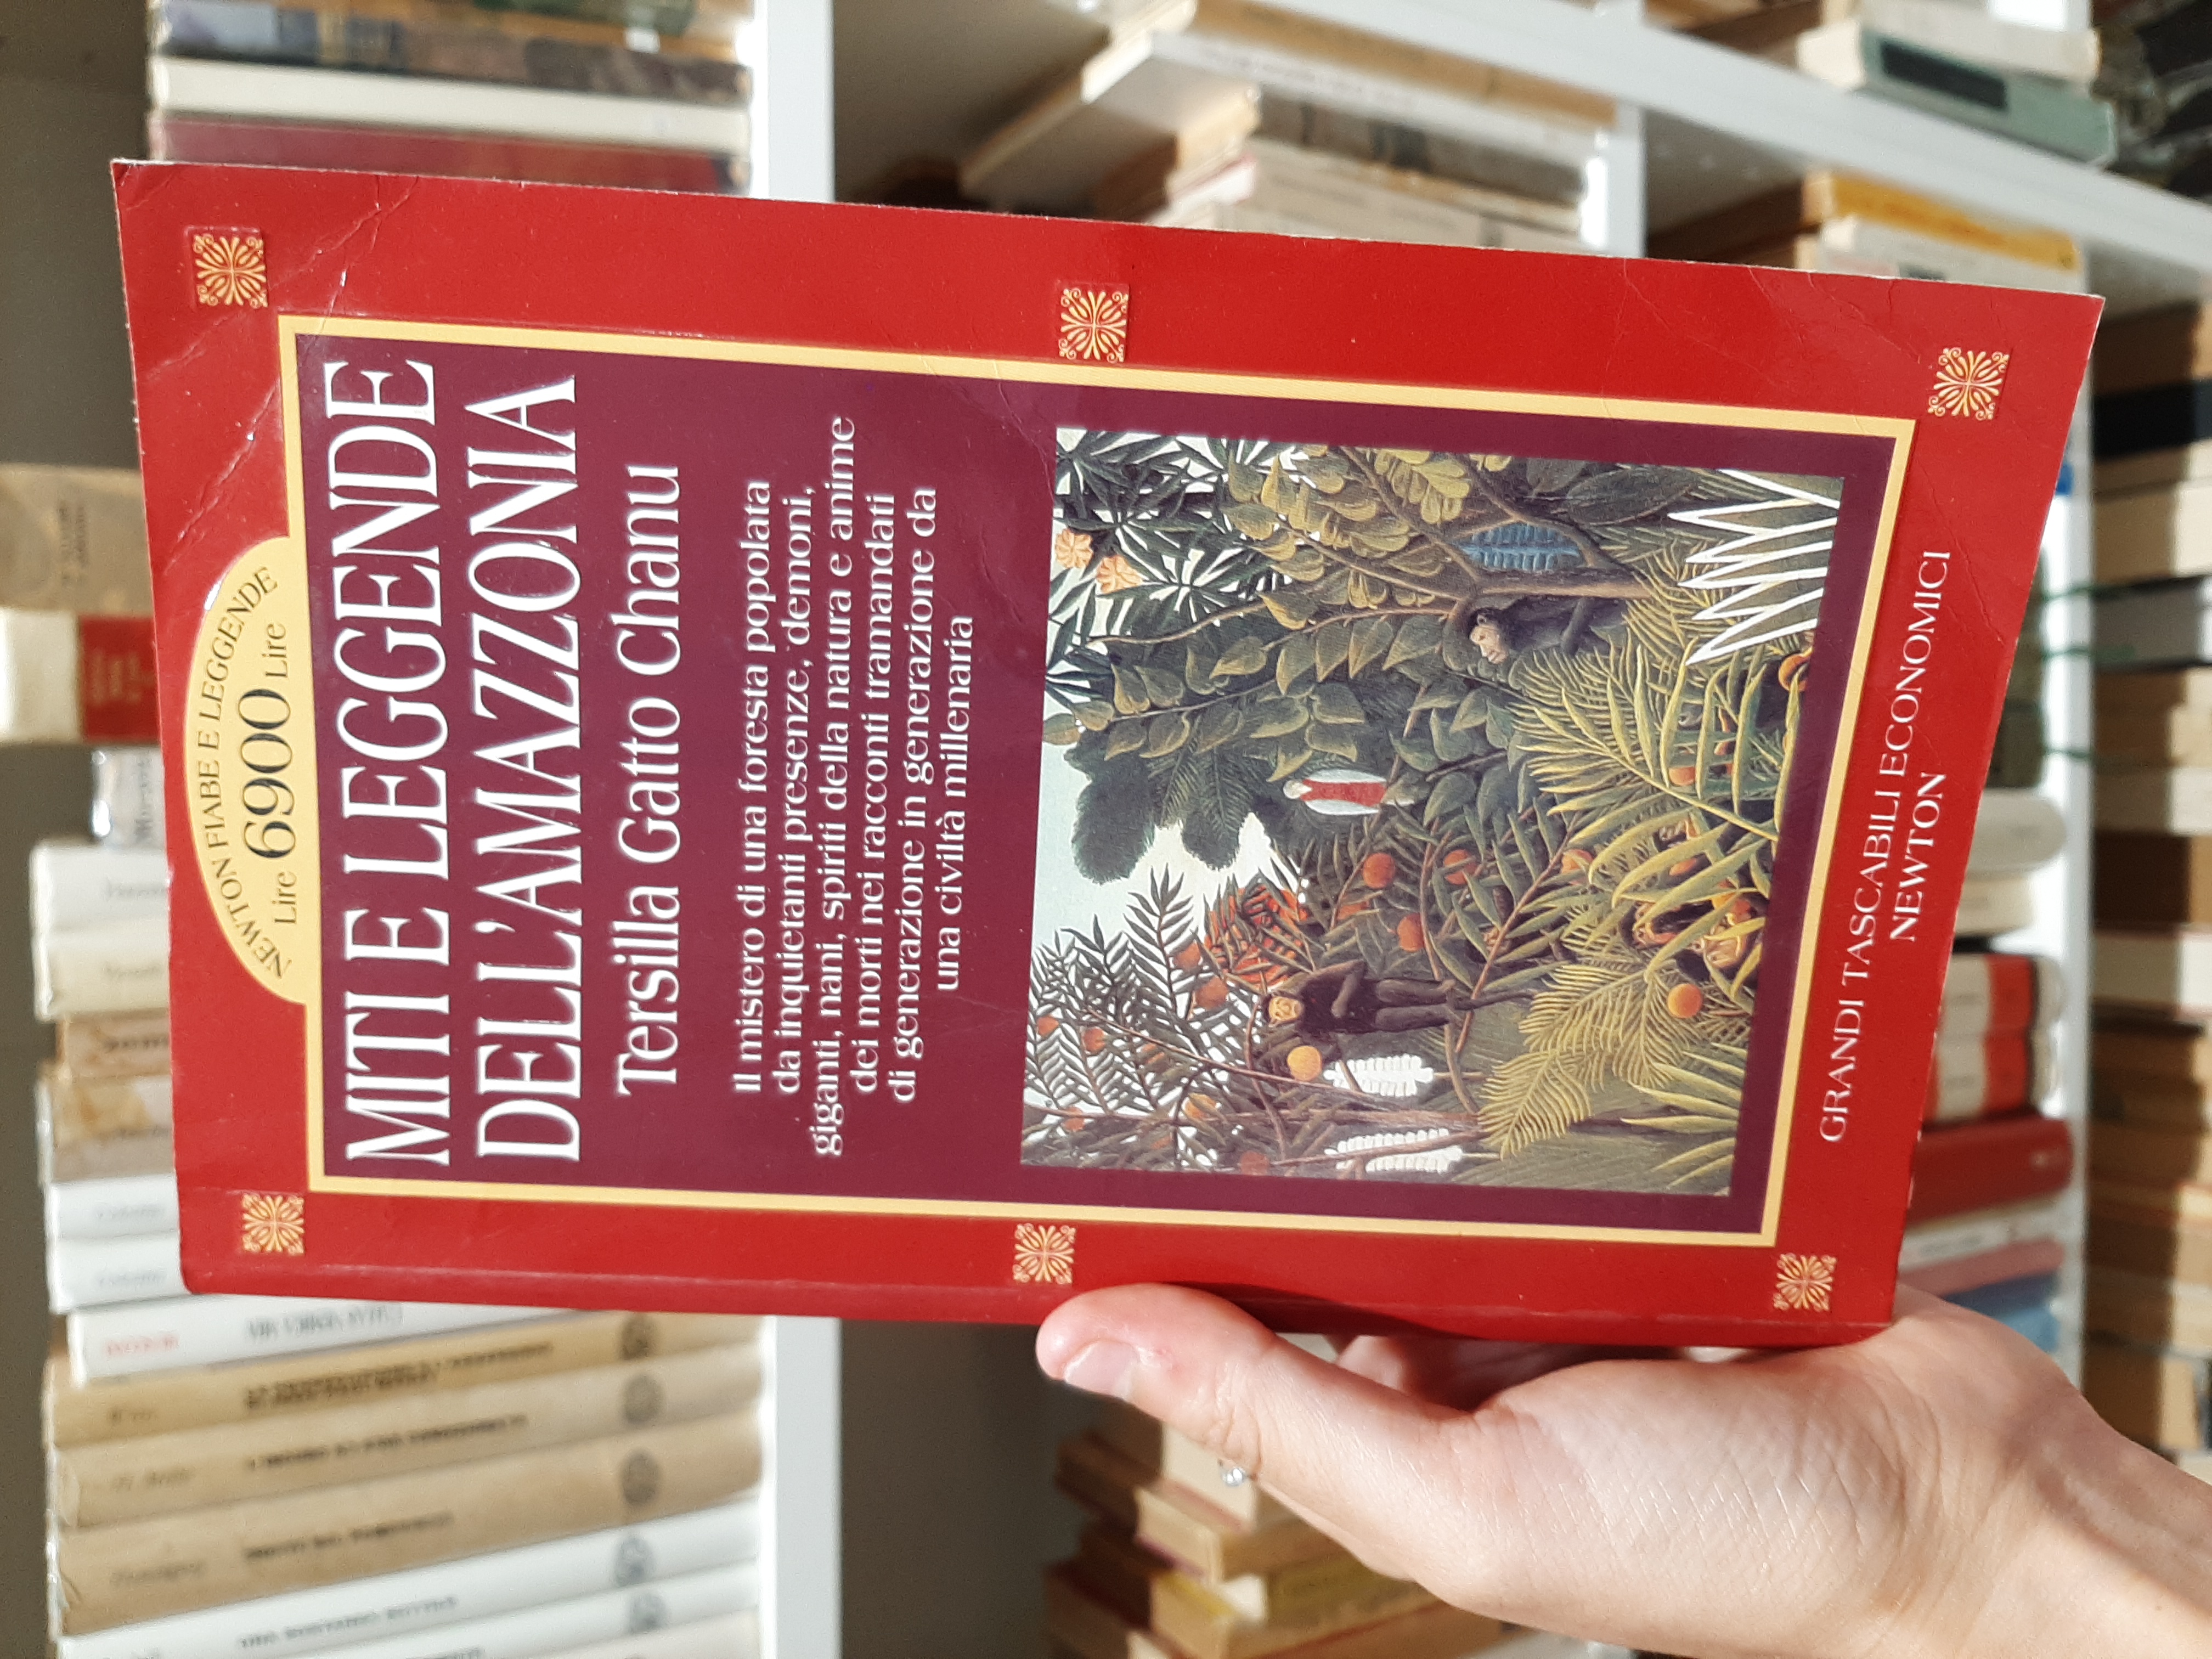 NEWTON FIABE E LEGGENDE
Lire 6900 Lire
MITI E LEGGENDE
DELL'AMAZZONIA
Tersilla Gatto Chanu
Il mistero di una foresta popolata
da inquietanti presenze, demoni,
giganti, nani, spiriti della natura e anime
dei morti nei racconti tramandati
di generazione in generazione da
una civiltà millenaria
GRANDI TASCABILI ECONOMICI
NEWTON